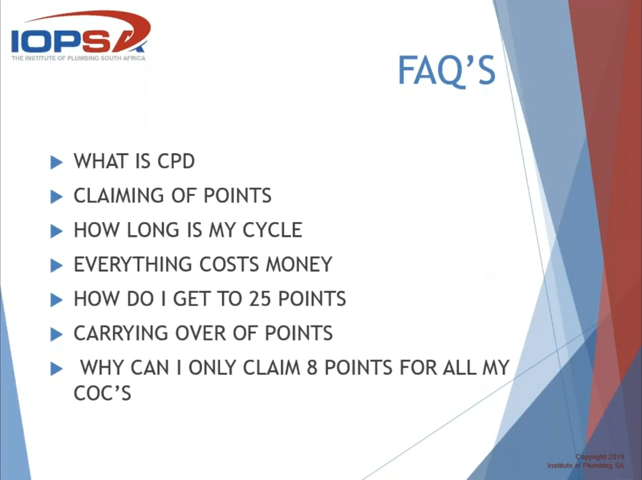 IOPSA
THE INSTITUTE OF PLUMBING SOUTH AFRICA
FAQ'S
WHAT IS CPD
CLAIMING OF POINTS
HOW LONG IS MY CYCLE
EVERYTHING COSTS MONEY
HOW DO I GET TO 25 POINTS
CARRYING OVER OF POINTS
WHY CAN I ONLY CLAIM 8 POINTS FOR ALL MY
COC'S
Copyright 2019
Institute of Plumbing SA